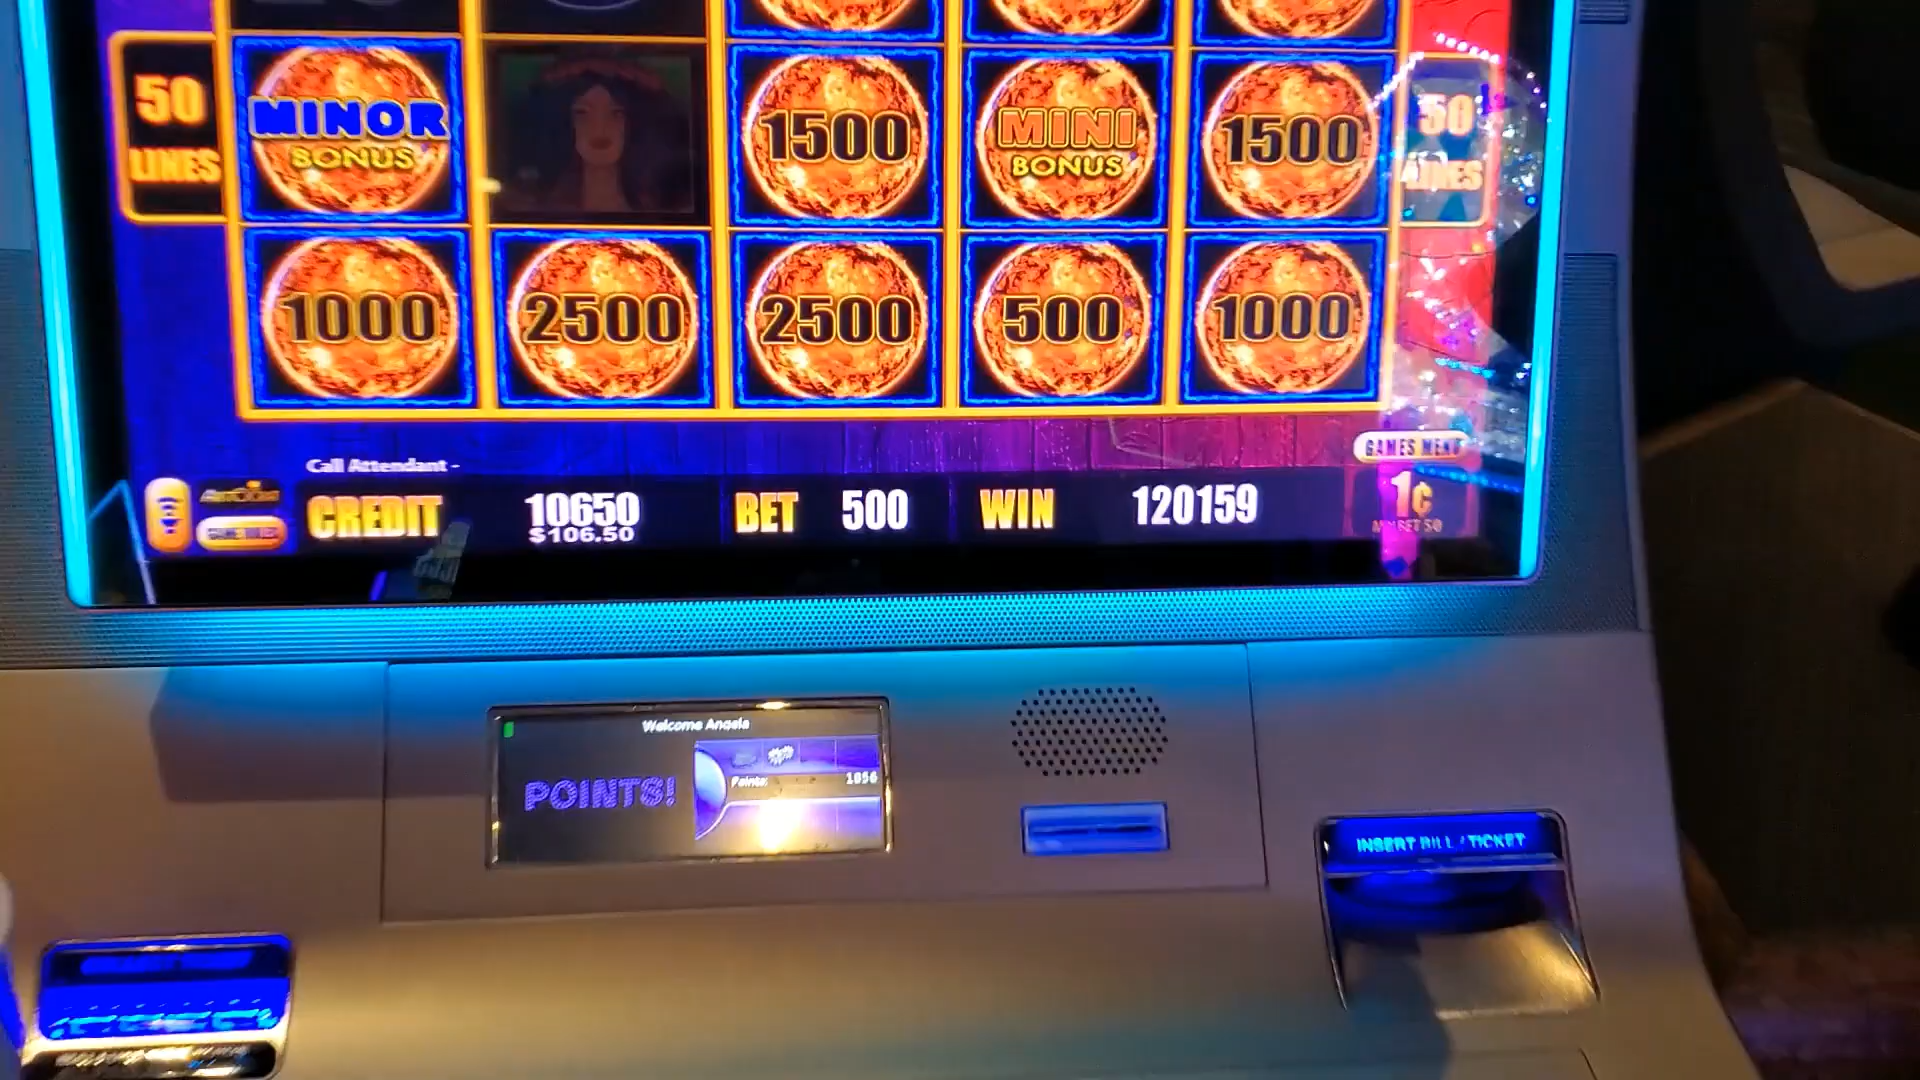 50
LINES
MINOR
BONUS
1500
MINI
BONUS
1500
50
LINES
1000
2500
2500
500
1000
Call Attendant -
GAMES MENU
CREDIT
10650
$106.50
BET 500
WIN 120159
1¢
Welcome Angela
POINTS!
Points: 1856
INSERT BILL / TICKET